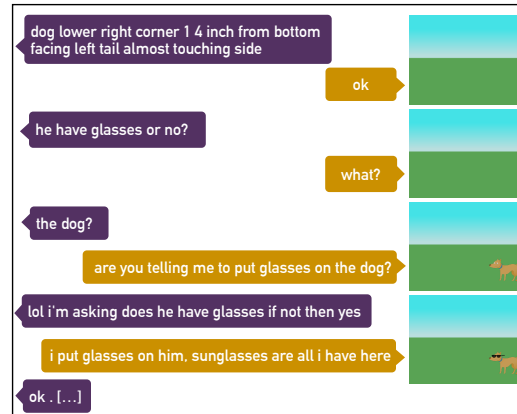 dog lower right corner 1 4 inch from bottom
facing left tail almost touching side
ok
he have glasses or no?
what?
the dog?
are you telling me to put glasses on the dog?
lol i'm asking does he have glasses if not then yes
i put glasses on him, sunglasses are all i have here
ok . [...]